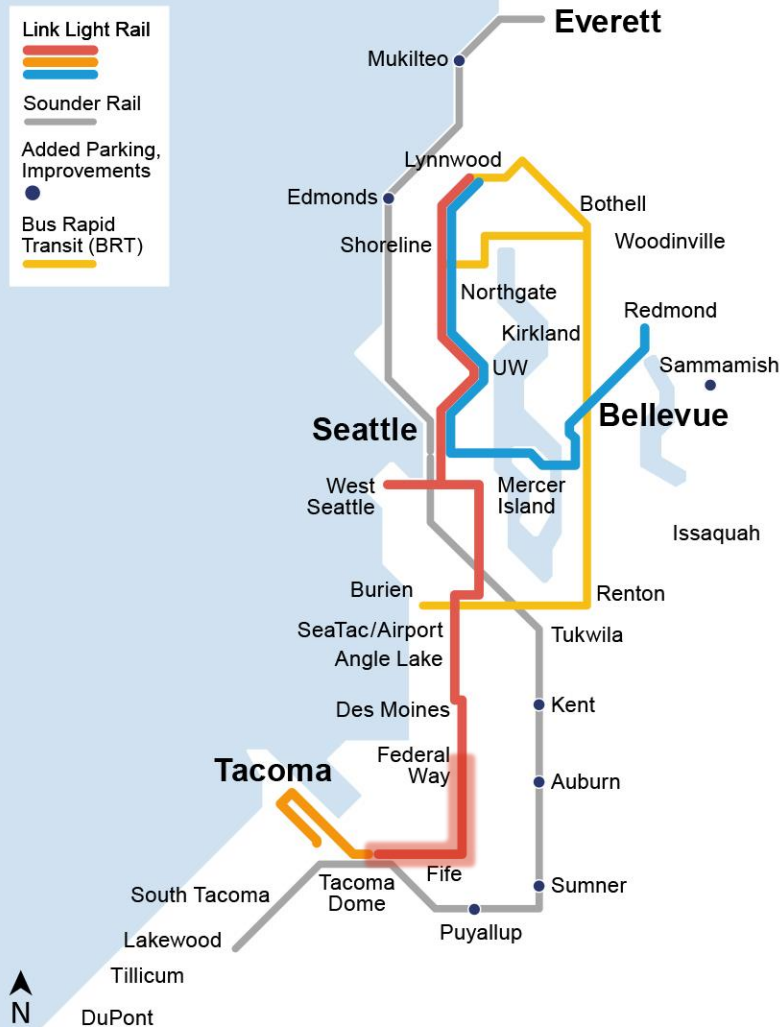 Link Light Rail
Sounder Rail
Added Parking,
Improvements
Bus Rapid
Transit (BRT)
Everett
Mukilteo
Lynnwood
Edmonds
Bothell
Shoreline
Woodinville
Northgate
Redmond
Kirkland
UW
Sammamish
Bellevue
Seattle
West
Seattle
Mercer
Island
Issaquah
Burien
Renton
SeaTac/Airport
Tukwila
Angle Lake
Des Moines
Kent
Federal
Way
Tacoma
Auburn
Fife
Tacoma
Dome
South Tacoma
Sumner
Puyallup
Lakewood
Tillicum
DuPont
N